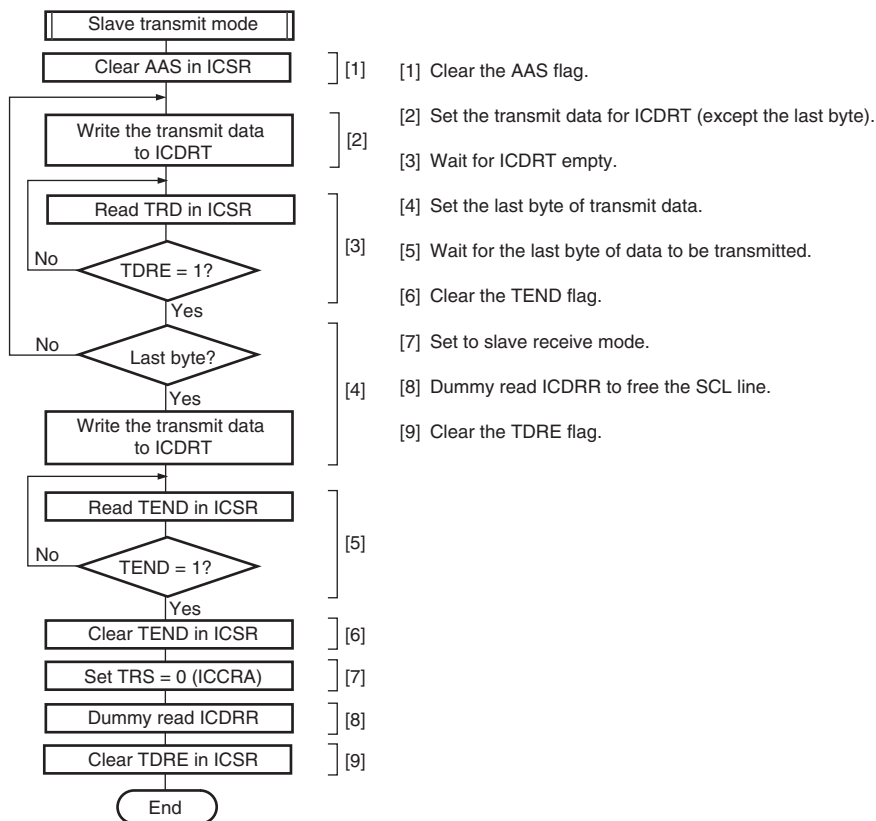 Slave transmit mode
Clear AAS in ICSR
[1]
[1] Clear the AAS flag.
[2] Set the transmit data for ICDRT (except the last byte).
Write the transmit data
to ICDRT
[2]
[3] Wait for ICDRT empty.
Read TRD in ICSR
[4] Set the last byte of transmit data.
[3]
[5] Wait for the last byte of data to be transmitted.
No
TDRE = 1?
[6] Clear the TEND flag.
Yes
No
[7] Set to slave receive mode.
Last byte?
[4]
[8] Dummy read ICDRR to free the SCL line.
Yes
Write the transmit data
to ICDRT
[9] Clear the TDRE flag.
Read TEND in ICSR
[5]
No
TEND = 1?
Yes
Clear TEND in ICSR
[6]
Set TRS = 0 (ICCRA)
[7]
Dummy read ICDRR
[8]
Clear TDRE in ICSR
[9]
End